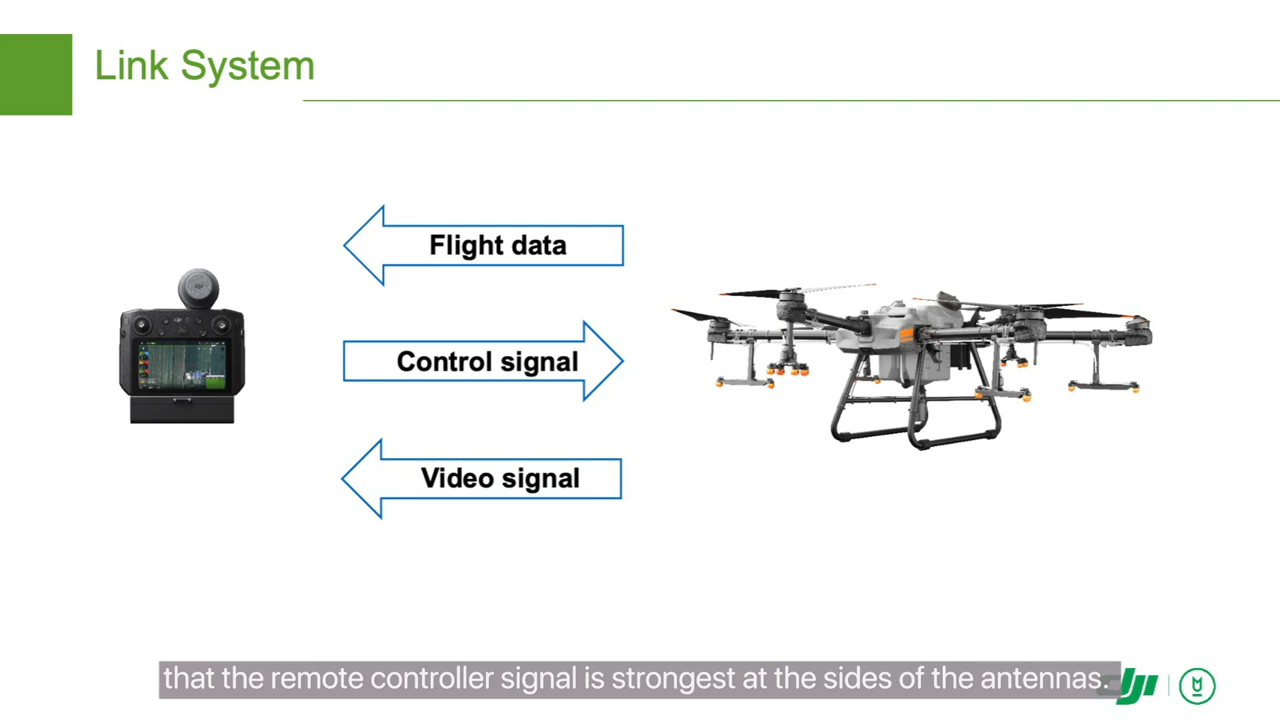 Link System
Flight data
Control signal
Video signal
that the remote controller signal is strongest at the sides of the antennas.
dji